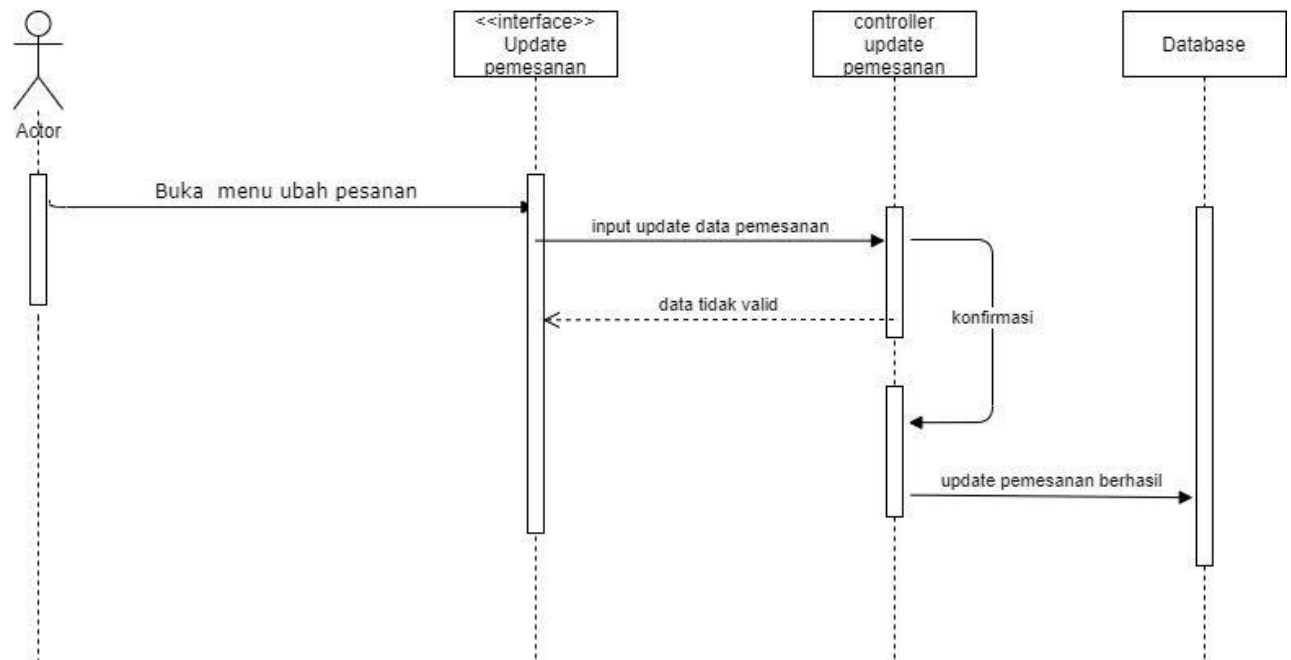 <<interface>>
Update
pemesanan
controller
update
pemesanan
Database
Actor
Buka menu ubah pesanan
input update data pemesanan
data tidak valid
konfirmasi
update pemesanan berhasil